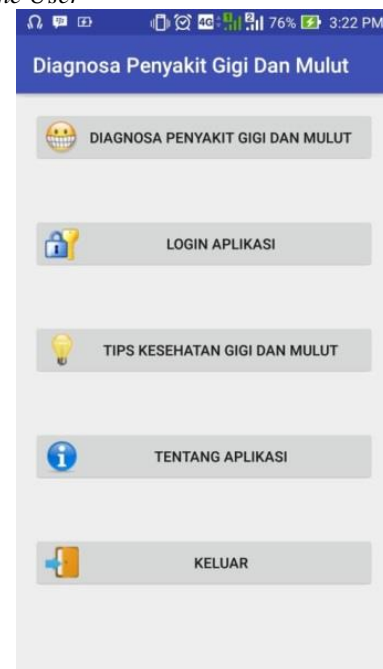 User
4G 76% 3:22 PM
Diagnosa Penyakit Gigi Dan Mulut
DIAGNOSA PENYAKIT GIGI DAN MULUT
LOGIN APLIKASI
TIPS KESEHATAN GIGI DAN MULUT
TENTANG APLIKASI
KELUAR